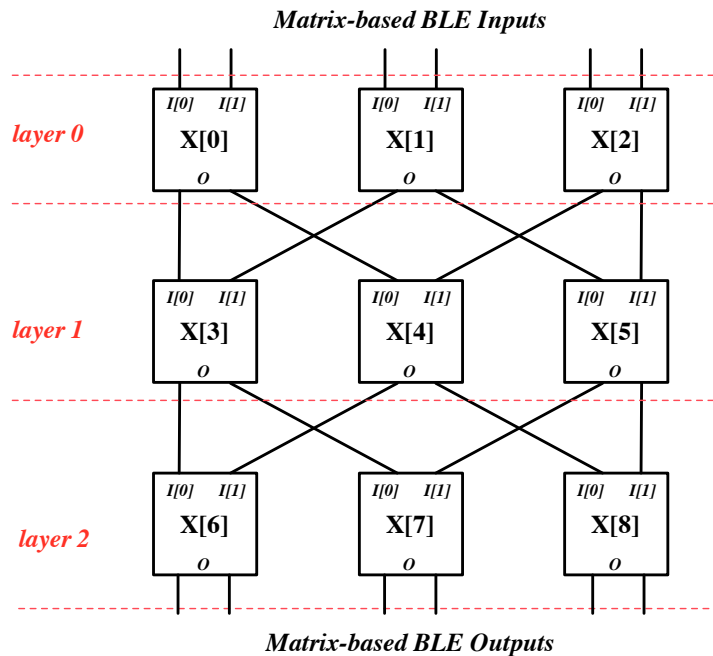 Matrix-based BLE Inputs
I[0] I[1] I[0] I[1] I[0] I[1]
layer 0 X[0] X[1] X[2]
O O O
I[0] I[1] I[0] I[1] I[0] I[1]
layer 1 X[3] X[4] X[5]
O O O
I[0] I[1] I[0] I[1] I[0] I[1]
layer 2 X[6] X[7] X[8]
O O O
Matrix-based BLE Outputs